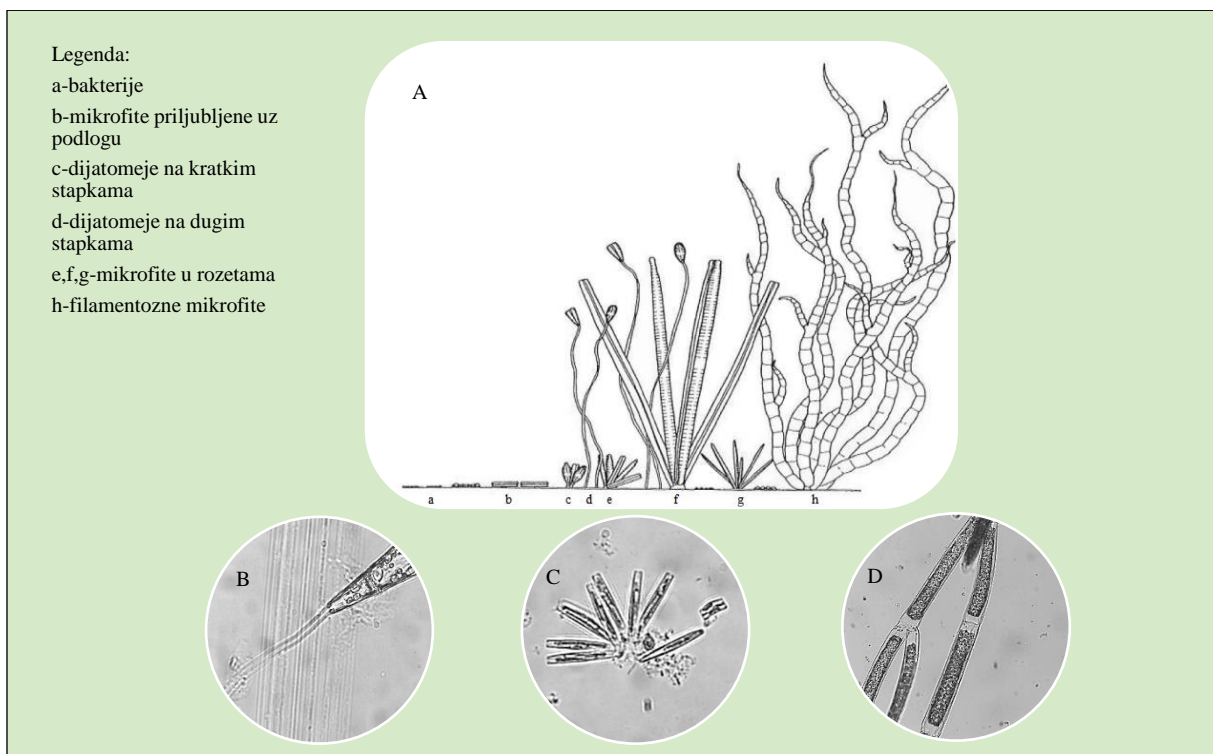 Legenda:
a-bakterije
b-mikrofite priljubljene uz
podlogu
c-dijatomeje na kratkim
stapkama
d-dijatomeje na dugim
stapkama
e,f,g-mikrofite u rozetama
h-filamentozne mikrofite
A
a b c d e f g h
B
C
D